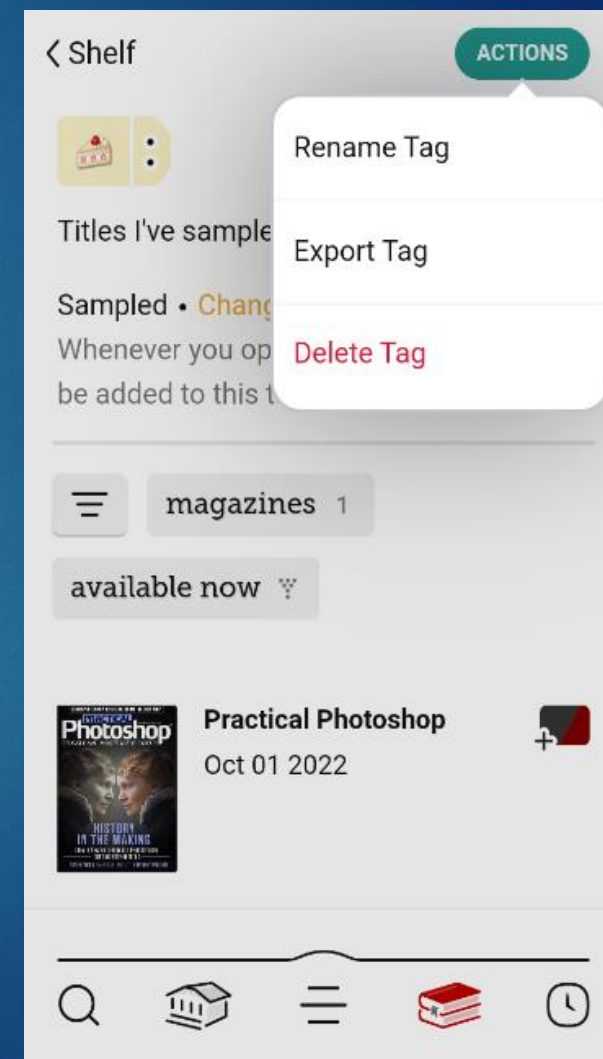 Shelf
ACTIONS
Rename Tag
Titles I've sample
Export Tag
Sampled • Chang
Whenever you op
Delete Tag
be added to this t
magazines 1
available now
PRACTICAL
Photoshop
HISTORY
IN THE MAKING
Practical Photoshop
Oct 01 2022